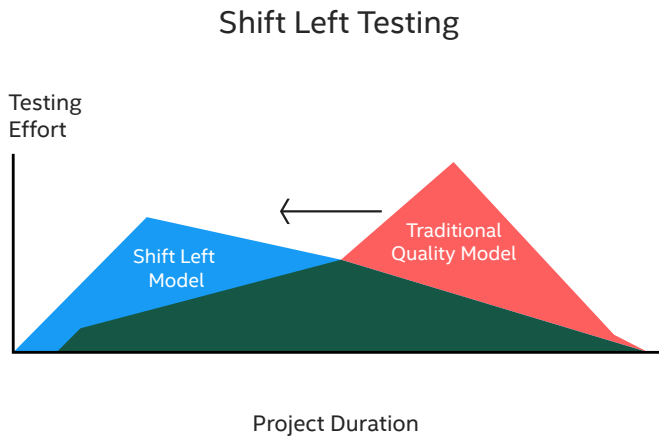 Shift Left Testing
Testing
Effort
Traditional
Quality Model
Shift Left
Model
Project Duration